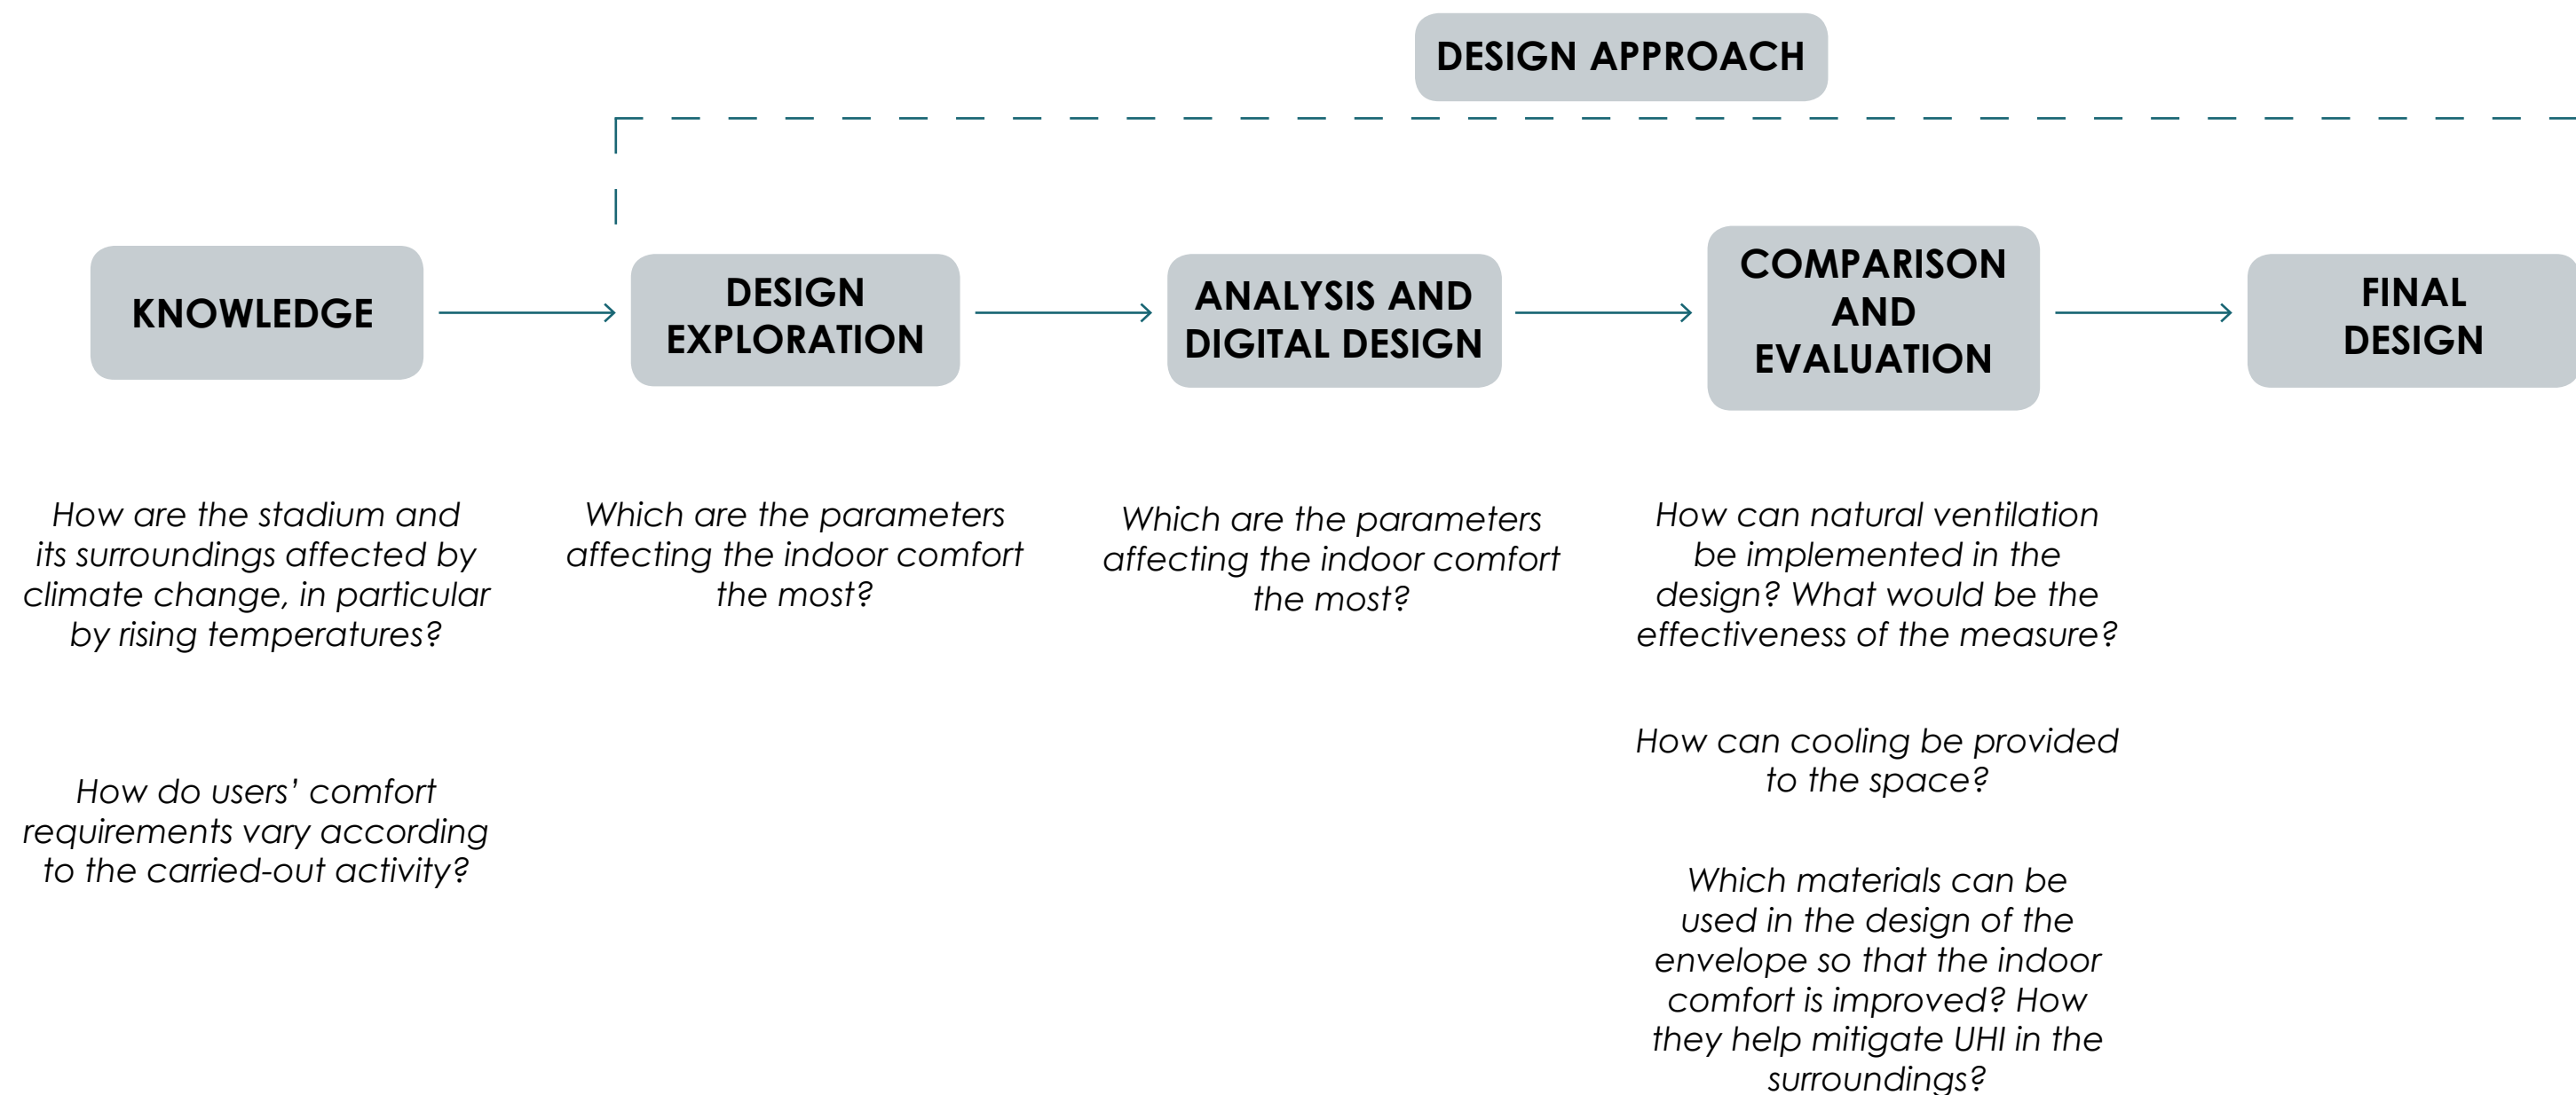 DESIGN APPROACH
KNOWLEDGE
DESIGN
EXPLORATION
ANALYSIS AND
DIGITAL DESIGN
COMPARISON
AND
EVALUATION
FINAL
DESIGN
How are the stadium and
its surroundings affected by
climate change, in particular
by rising temperatures?
How do users’ comfort
requirements vary according
to the carried-out activity?
Which are the parameters
affecting the indoor comfort
the most?
Which are the parameters
affecting the indoor comfort
the most?
How can natural ventilation
be implemented in the
design? What would be the
effectiveness of the measure?
How can cooling be provided
to the space?
Which materials can be
used in the design of the
envelope so that the indoor
comfort is improved? How
they help mitigate UHI in the
surroundings?